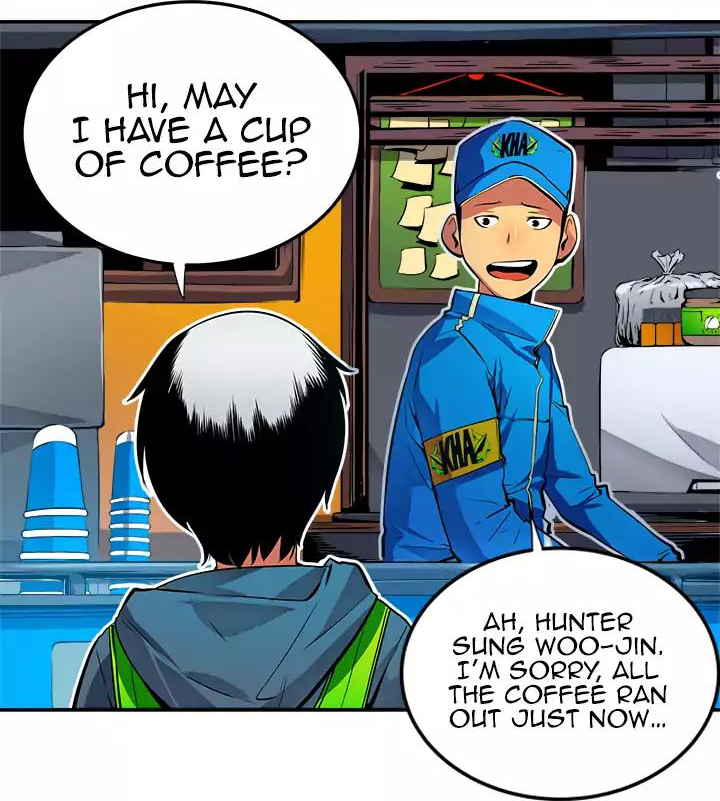 HI, MAY
I HAVE A CUP
OF COFFEE?
KHA
KHA
AH, HUNTER
SUNG WOO-JIN.
I'M SORRY, ALL
THE COFFEE RAN
OUT JUST NOW...